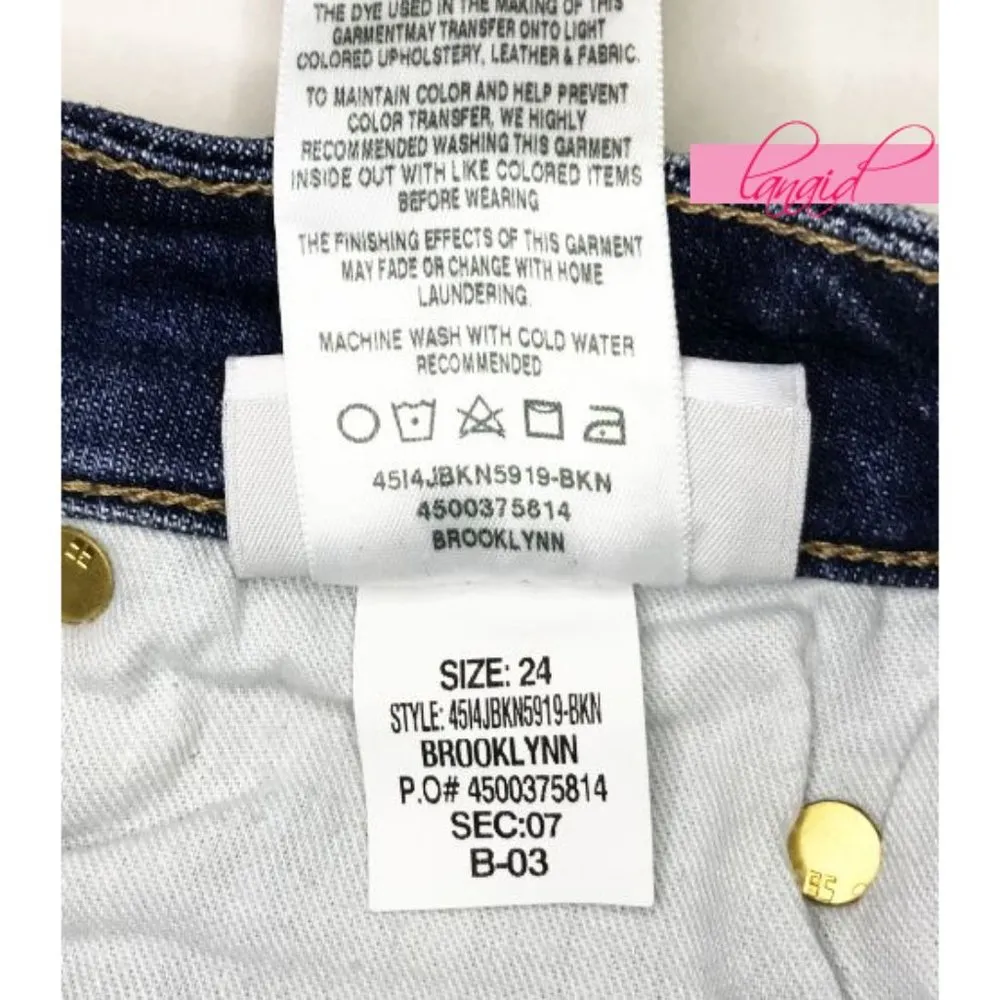 THE DYE USED IN THE MAKING OF THIS
GARMENTMAY TRANSFER ONTO LIGHT
COLORED UPHOLSTERY, LEATHER & FABRIC.
TO MAINTAIN COLOR AND HELP PREVENT
COLOR TRANSFER, WE HIGHLY
RECOMMENDED WASHING THIS GARMENT
INSIDE OUT WITH LIKE COLORED ITEMS
BEFORE WEARING
THE FINISHING EFFECTS OF THIS GARMENT
MAY FADE OR CHANGE WITH HOME
LAUNDERING.
MACHINE WASH WITH COLD WATER
RECOMMENDED
45I4JBKN5919-BKN
4500375814
BROOKLYNN
SIZE: 24
STYLE: 45I4JBKN5919-BKN
BROOKLYNN
P.O# 4500375814
SEC:07
B-03
langid